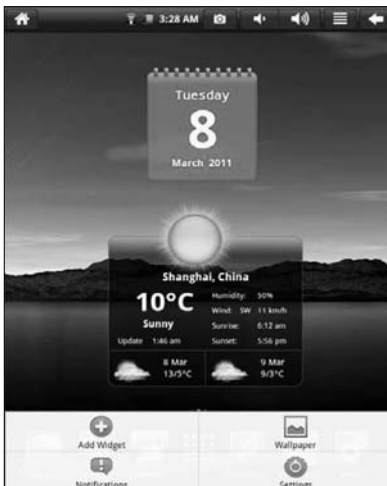 3:28 AM
Tuesday
8
March 2011
Shanghai, China
10°C
Sunny
Update 1:46 am
Humidity: 50%
Wind: SW 11 km/h
Sunrise: 6:12 am
Sunset: 5:56 pm
8 Mar
13/5°C
9 Mar
9/3°C
Add Widget
Wallpaper
Notifications
Settings